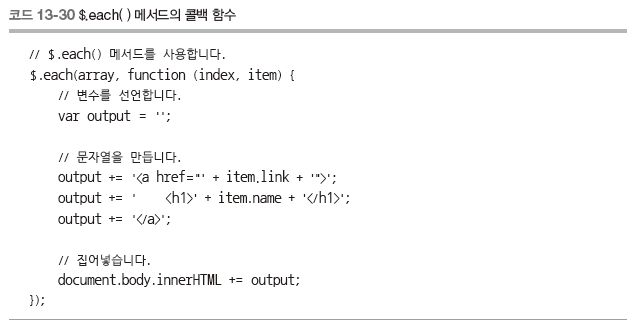 코드 13-30 $.each( ) 메서드의 콜백 함수
// $.each() 메서드를 사용합니다.
$.each(array, function (index, item) {
    // 변수를 선언합니다.
    var output = '';
    // 문자열을 만듭니다.
    output += '<a href="' + item.link + '">';
    output += '    <h1>' + item.name + '</h1>';
    output += '</a>';
    // 집어넣습니다.
    document.body.innerHTML += output;
});